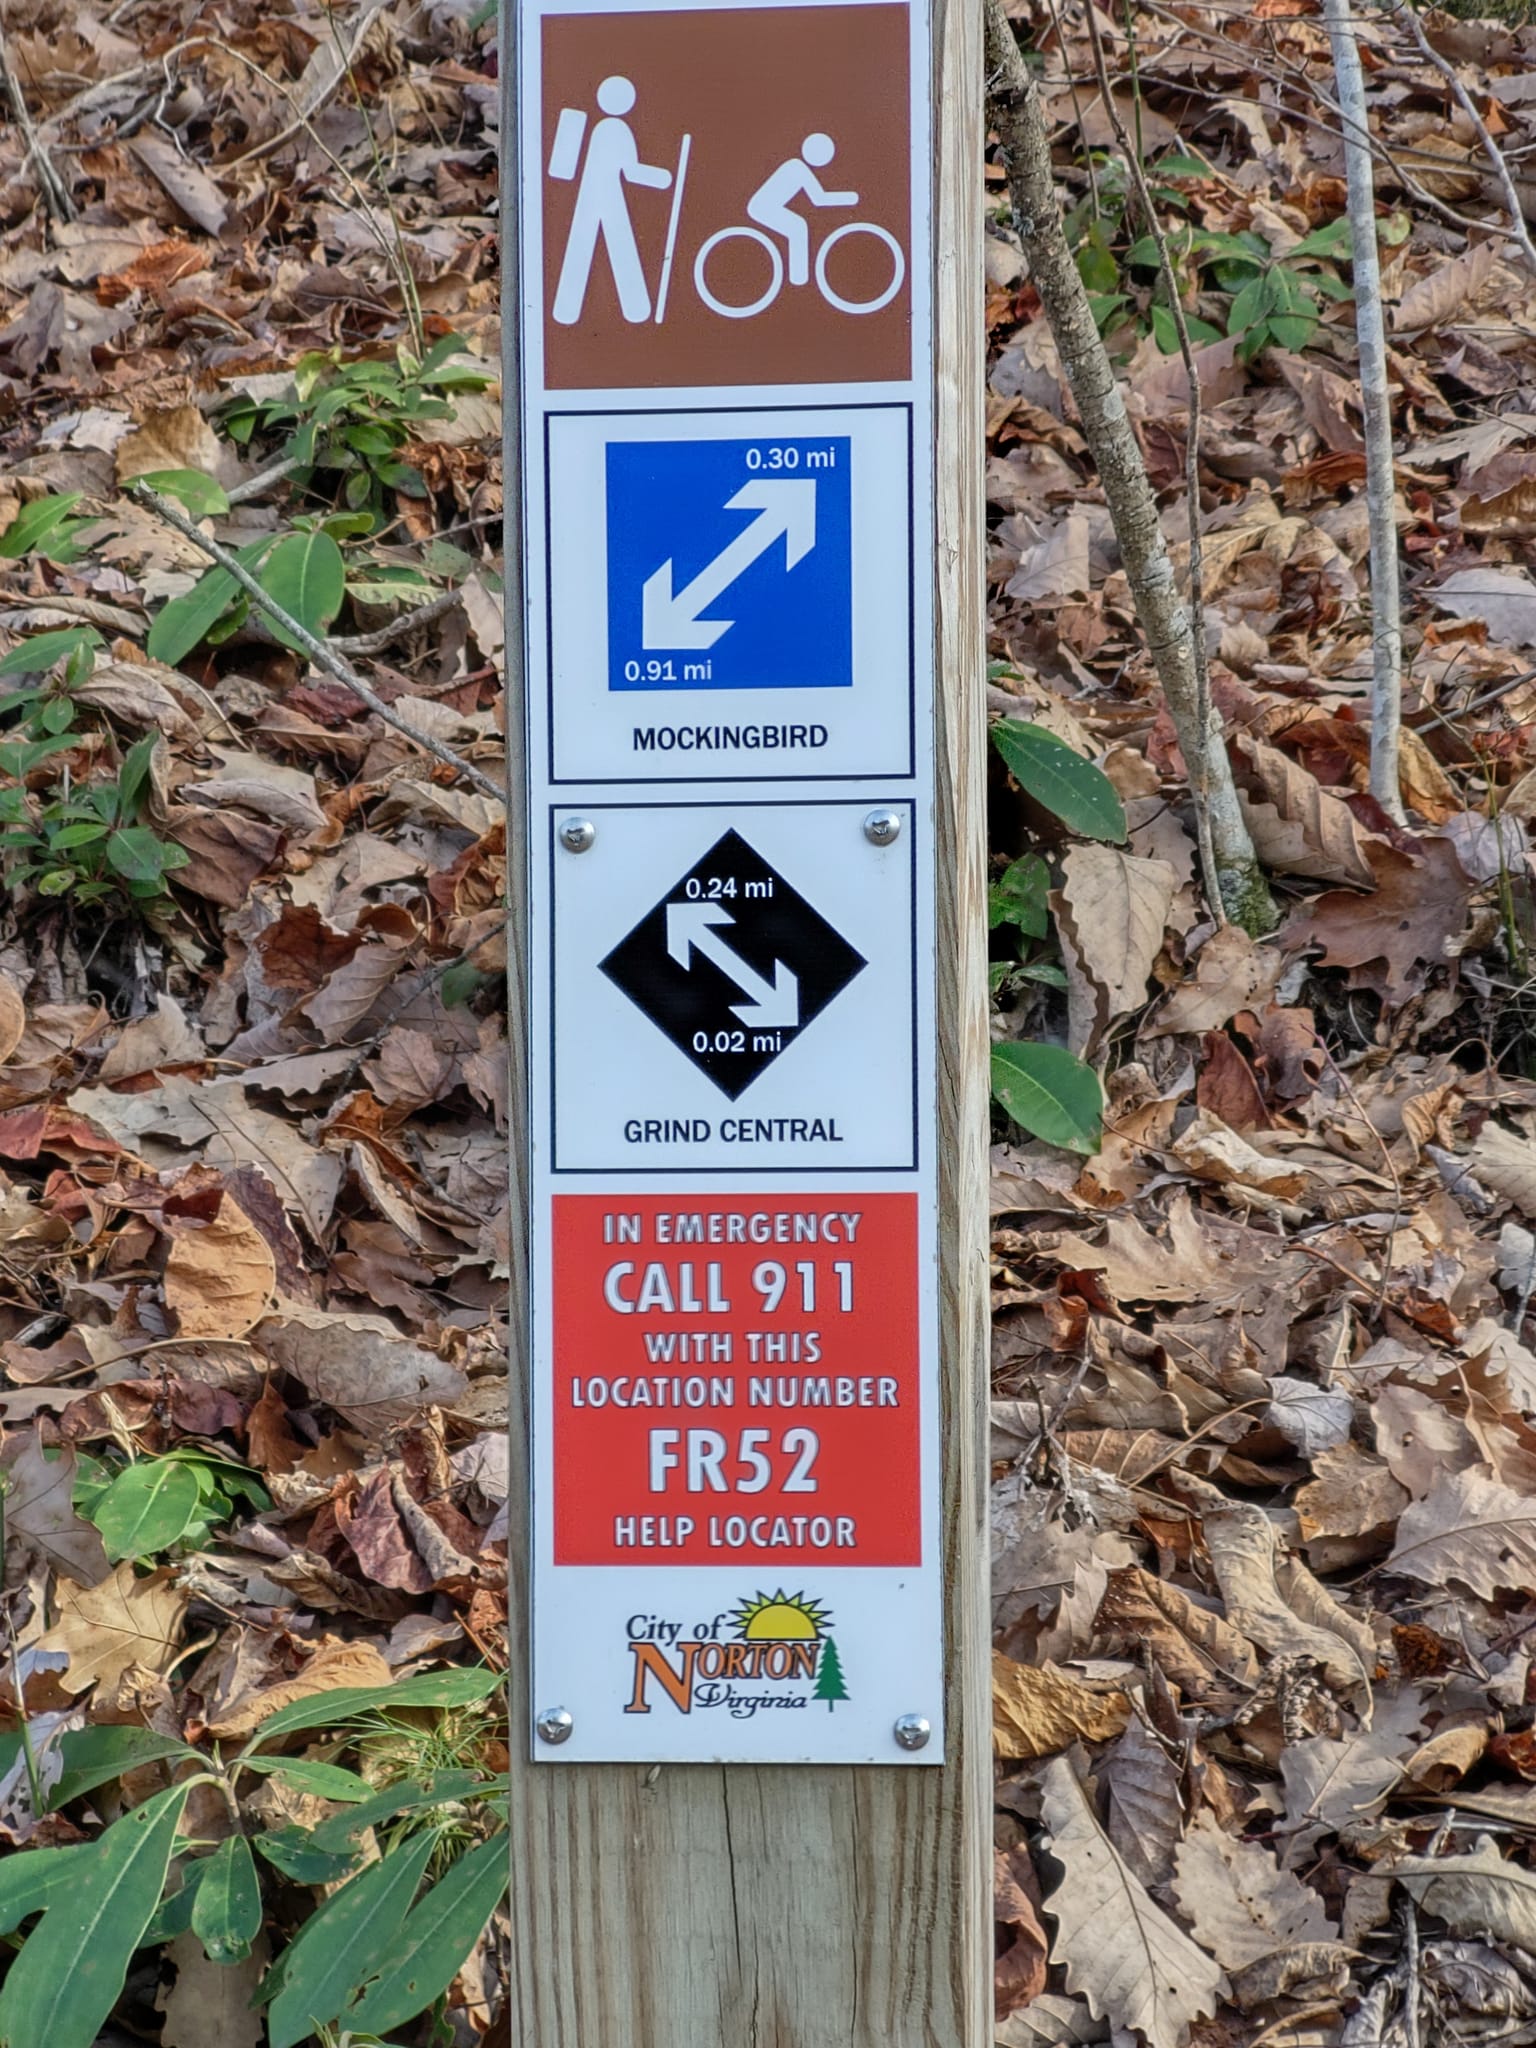 0.30 mi
0.91 mi
MOCKINGBIRD
0.24 mi
0.02 mi
GRIND CENTRAL
IN EMERGENCY
CALL 911
WITH THIS
LOCATION NUMBER
FR52
HELP LOCATOR
City of
NORTON
Virginia